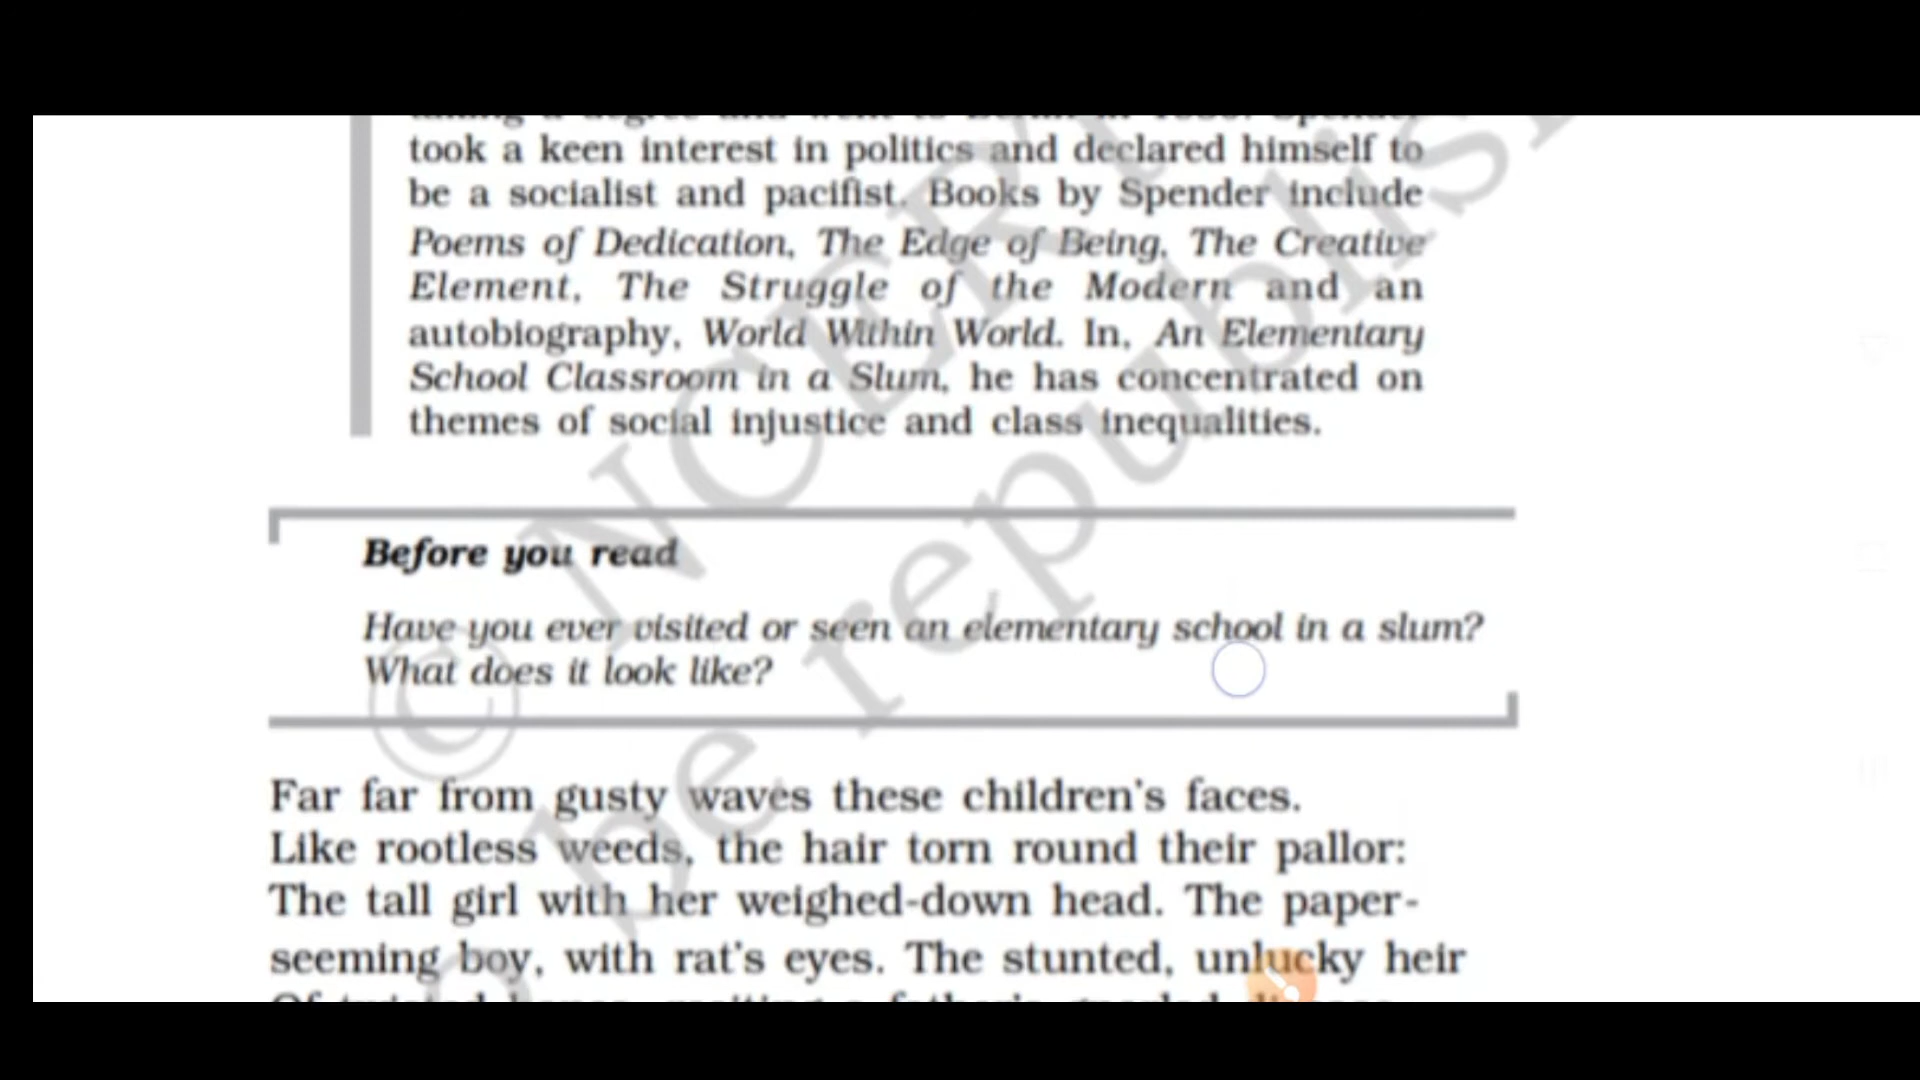 took a keen interest in politics and declared himself to
be a socialist and pacifist. Books by Spender include
Poems of Dedication, The Edge of Being, The Creative
Element, The Struggle of the Modern and an
autobiography, World Within World. In, An Elementary
School Classroom in a Slum, he has concentrated on
themes of social injustice and class inequalities.
Before you read
Have you ever visited or seen an elementary school in a slum?
What does it look like?
Far far from gusty waves these children's faces.
Like rootless weeds, the hair torn round their pallor:
The tall girl with her weighed-down head. The paper-
seeming boy, with rat's eyes. The stunted, unlucky heir
© NCERT
be republis